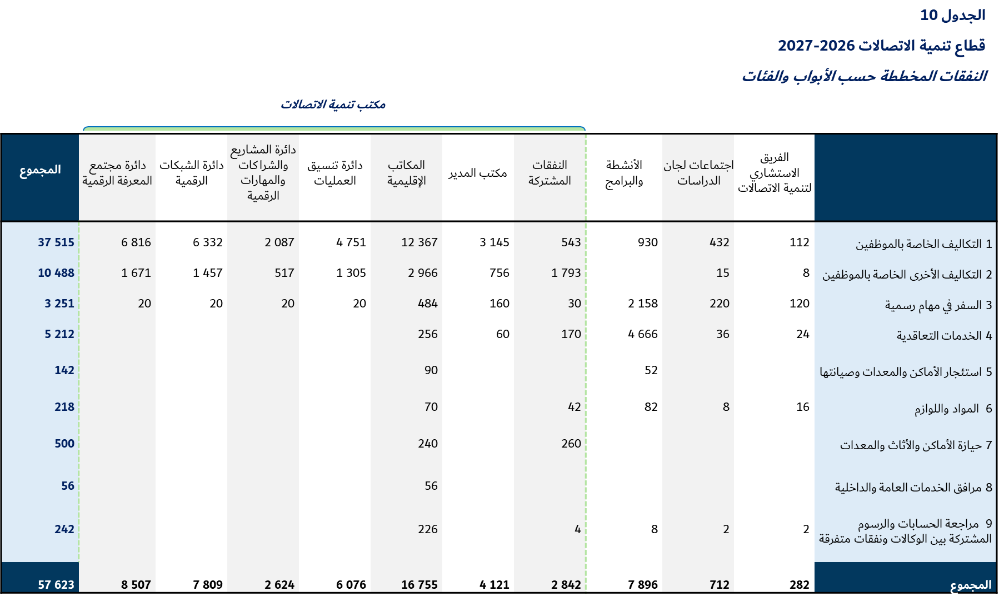 الجدول 10
قطاع تنمية الاتصالات 2026-2027
النفقات المخططة حسب الأبواب والفئات
مكتب تنمية الاتصالات
الفريق الاستشاري لتنمية الاتصالات | اجتماعات لجان الدراسات | الأنشطة والبرامج | النفقات المشتركة | مكتب المدير | المكاتب الإقليمية | دائرة تنسيق العمليات | دائرة المشاريع والشراكات والمهارات الرقمية | دائرة الشبكات الرقمية | دائرة مجتمع المعرفة الرقمية | المجموع
1 التكاليف الخاصة بالموظفين | 112 | 432 | 930 | 543 | 3 145 | 12 367 | 4 751 | 2 087 | 6 332 | 6 816 | 37 515
2 التكاليف الأخرى الخاصة بالموظفين | 8 | 15 | | 1 793 | 756 | 2 966 | 1 305 | 517 | 1 457 | 1 671 | 10 488
3 السفر في مهام رسمية | 120 | 220 | 2 158 | 30 | 160 | 484 | 20 | 20 | 20 | 20 | 3 251
4 الخدمات التعاقدية | 24 | 36 | 4 666 | 170 | 60 | 256 | | | | | 5 212
5 استئجار الأماكن والمعدات وصيانتها | | | 52 | | | 90 | | | | | 142
6 المواد واللوازم | 16 | 8 | 82 | 42 | | 70 | | | | | 218
7 حيازة الأماكن والأثاث والمعدات | | | | 260 | | 240 | | | | | 500
8 مرافق الخدمات العامة والداخلية | | | | | | 56 | | | | | 56
9 مراجعة الحسابات والرسوم المشتركة بين الوكالات ونفقات متفرقة | 2 | 2 | 8 | 4 | | 226 | | | | | 242
المجموع | 282 | 712 | 7 896 | 2 842 | 4 121 | 16 755 | 6 076 | 2 624 | 7 809 | 8 507 | 57 623